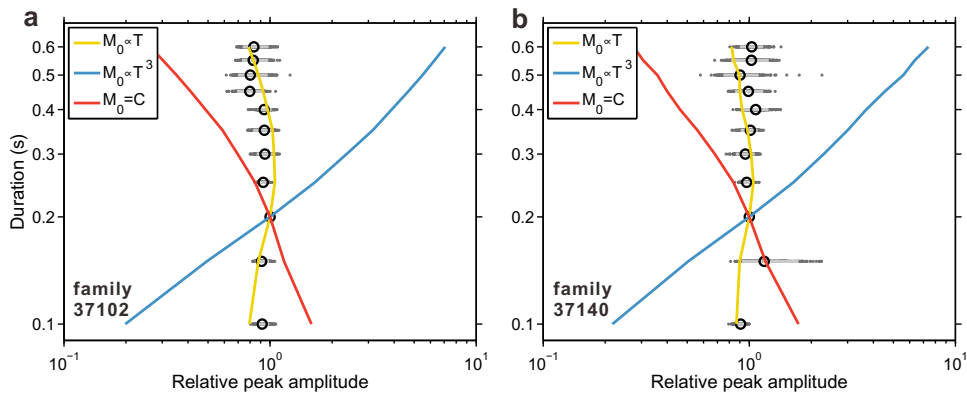 a
M₀∝T
M₀∝T³
M₀=C
Duration (s)
0.6
0.5
0.4
0.3
0.2
0.1
family
37102
10⁻¹
10⁰
10¹
Relative peak amplitude
b
M₀∝T
M₀∝T³
M₀=C
0.6
0.5
0.4
0.3
0.2
0.1
family
37140
10⁻¹
10⁰
10¹
Relative peak amplitude